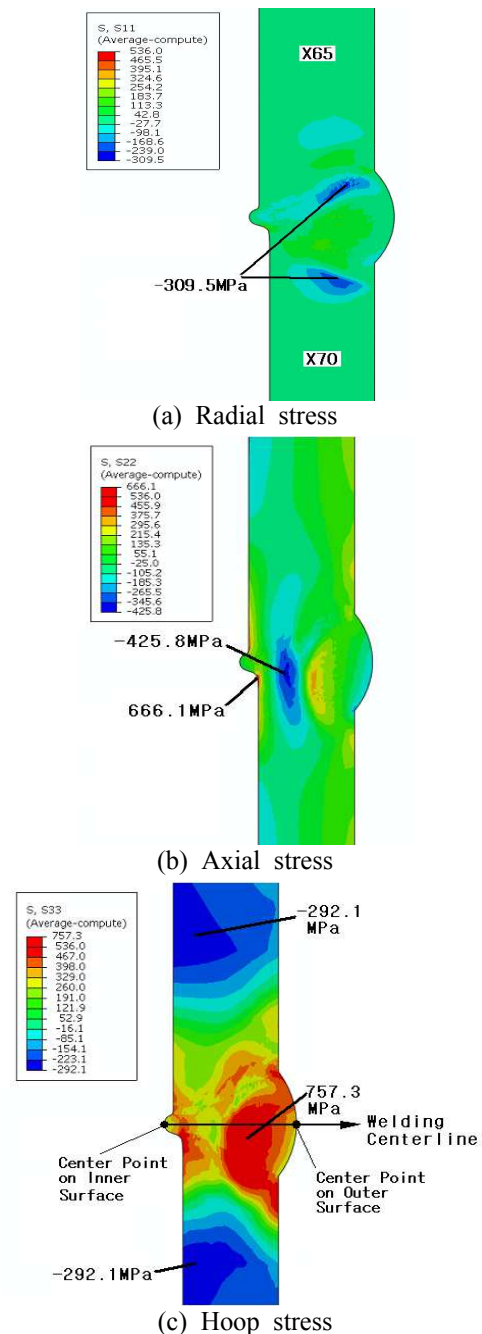 S, S11
(Average-compute)
536.0
465.5
395.1
324.6
254.2
183.7
113.3
42.8
-27.7
-98.1
-168.6
-239.0
-309.5
X65
-309.5MPa
X70
(a) Radial stress
S, S22
(Average-compute)
666.1
536.0
455.9
375.7
295.6
215.4
135.3
55.1
-25.0
-105.2
-185.3
-265.5
-345.6
-425.8
-425.8MPa
666.1MPa
(b) Axial stress
S, S33
(Average-compute)
757.3
536.0
467.0
398.0
329.0
260.0
191.0
121.9
52.9
-16.1
-85.1
-154.1
-223.1
-292.1
-292.1
MPa
757.3
MPa
Welding
Centerline
Center Point
on Inner
Surface
Center Point
on Outer
Surface
-292.1MPa
(c) Hoop stress